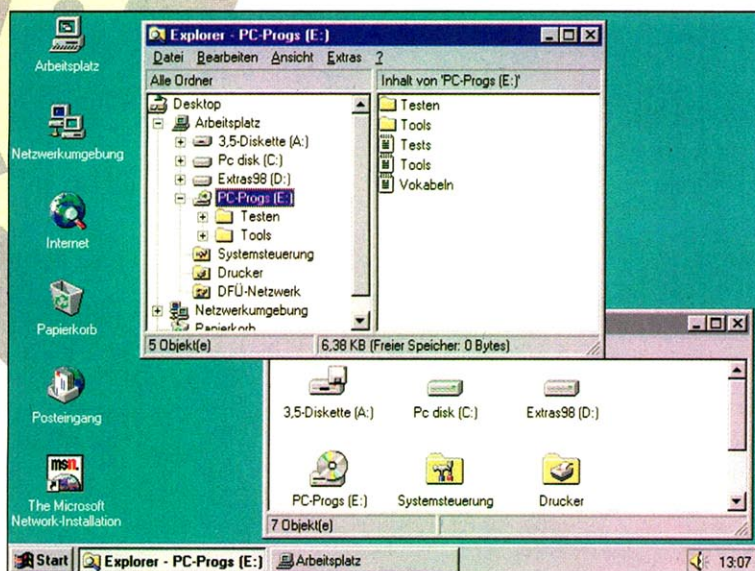 Arbeitsplatz
Netzwerkumgebung
Internet
Papierkorb
Posteingang
msn.
The Microsoft
Network-Installation
Explorer - PC-Progs (E:)
Datei Bearbeiten Ansicht Extras ?
Alle Ordner
Inhalt von 'PC-Progs (E:)'
Desktop
Arbeitsplatz
3,5-Diskette (A:)
Pc disk (C:)
Extras98 (D:)
PC-Progs (E:)
Testen
Tools
Systemsteuerung
Drucker
DFÜ-Netzwerk
Netzwerkumgebung
Papierkorb
Testen
Tools
Tests
Tools
Vokabeln
5 Objekt(e)
6,38 KB (Freier Speicher: 0 Bytes)
3,5-Diskette (A:)
Pc disk (C:)
Extras98 (D:)
PC-Progs (E:)
Systemsteuerung
Drucker
7 Objekt(e)
Start
Explorer - PC-Progs (E:)
Arbeitsplatz
13:07